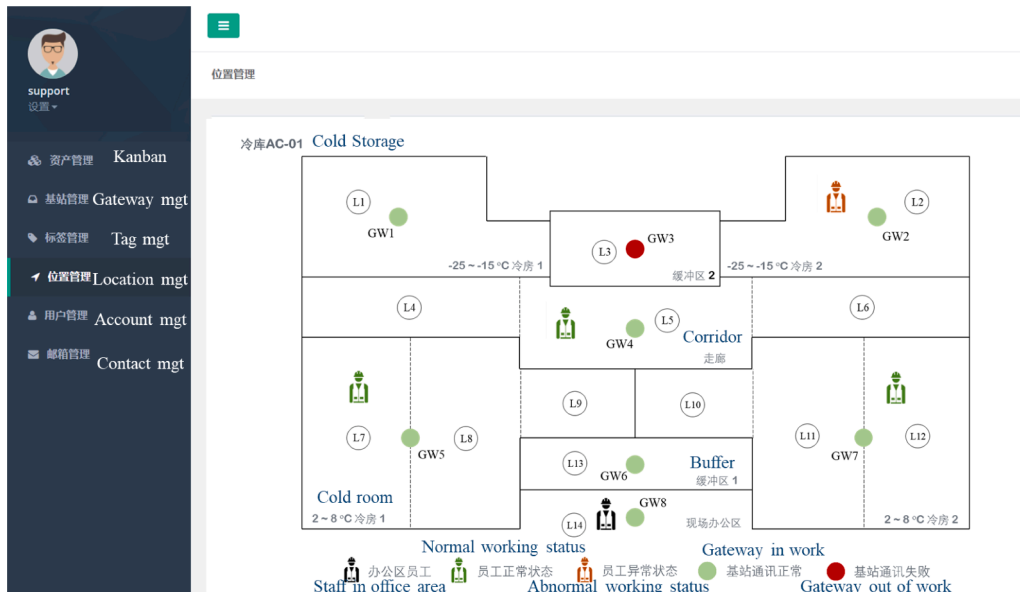 位置管理
support
设置
资产管理 Kanban
基站管理 Gateway mgt
标签管理 Tag mgt
位置管理 Location mgt
用户管理 Account mgt
邮箱管理 Contact mgt
冷库AC-01 Cold Storage
L1
GW1
-25 ~ -15 °C 冷房 1
L3
GW3
缓冲区 2
L2
GW2
-25 ~ -15 °C 冷房 2
L4
L5
GW4
Corridor
走廊
L6
L7
L8
GW5
Cold room
2 ~ 8 °C 冷房 1
L9
L10
L13
GW6
Buffer
缓冲区 1
L14
GW8
现场办公区
L11
L12
GW7
2 ~ 8 °C 冷房 2
Normal working status
Gateway in work
办公区员工
员工正常状态
员工异常状态
基站通讯正常
基站通讯失败
Staff in office area
Abnormal working status
Gateway out of work